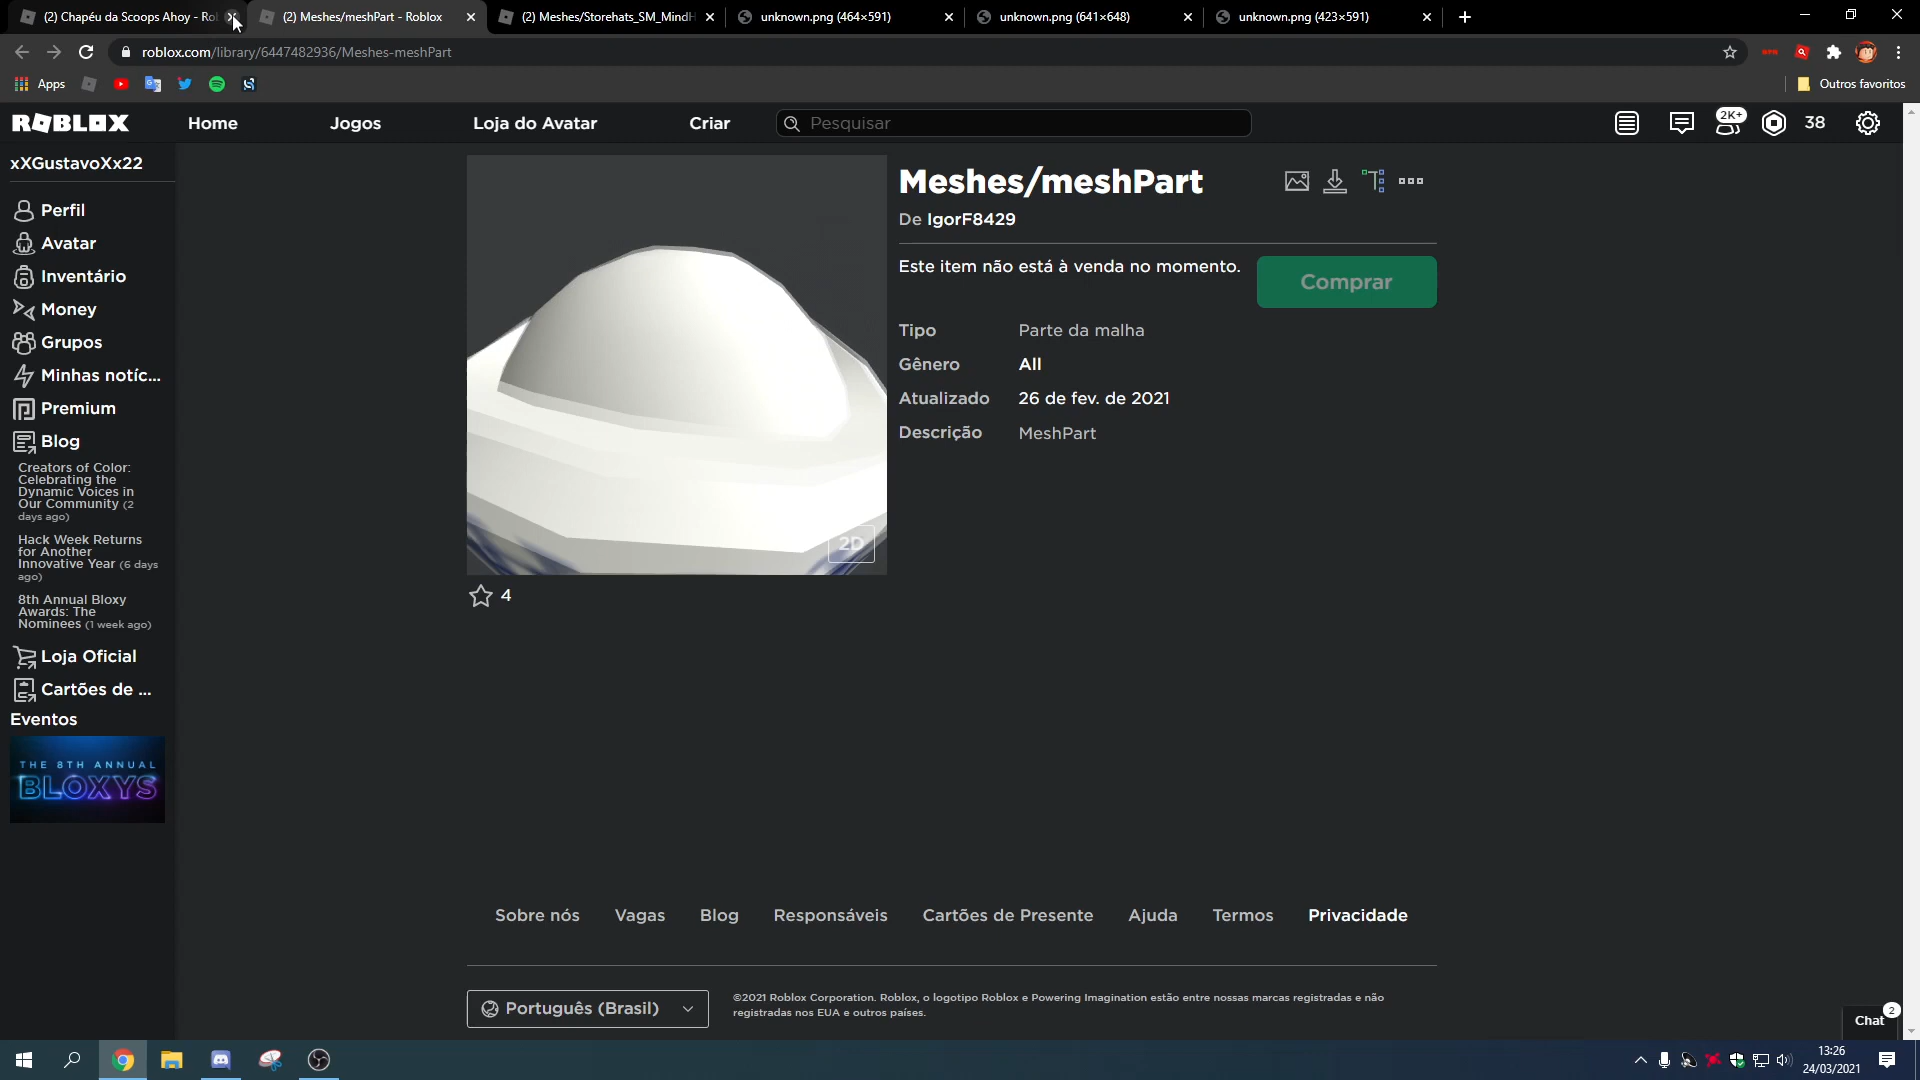 (2) Chapéu da Scoops Ahoy - Ro
(2) Meshes/meshPart - Roblox
(2) Meshes/Storehats_SM_MindH
unknown.png (464×591)
unknown.png (641×648)
unknown.png (423×591)
roblox.com/library/6447482936/Meshes-meshPart
Apps
Outros favoritos
ROBLOX
Home
Jogos
Loja do Avatar
Criar
Pesquisar
2K+
38
xXGustavoXx22
Perfil
Avatar
Inventário
Money
Grupos
Minhas notíc...
Premium
Blog
Creators of Color:
Celebrating the
Dynamic Voices in
Our Community (2
days ago)
Hack Week Returns
for Another
Innovative Year (6 days
ago)
8th Annual Bloxy
Awards: The
Nominees (1 week ago)
Loja Oficial
Cartões de ...
Eventos
THE 8TH ANNUAL
BLOXYS
2D
4
Meshes/meshPart
De IgorF8429
Este item não está à venda no momento.
Comprar
Tipo Parte da malha
Gênero All
Atualizado 26 de fev. de 2021
Descrição MeshPart
Sobre nós
Vagas
Blog
Responsáveis
Cartões de Presente
Ajuda
Termos
Privacidade
Português (Brasil)
©2021 Roblox Corporation. Roblox, o logotipo Roblox e Powering Imagination estão entre nossas marcas registradas e não
registradas nos EUA e outros países.
Chat
2
13:26
24/03/2021